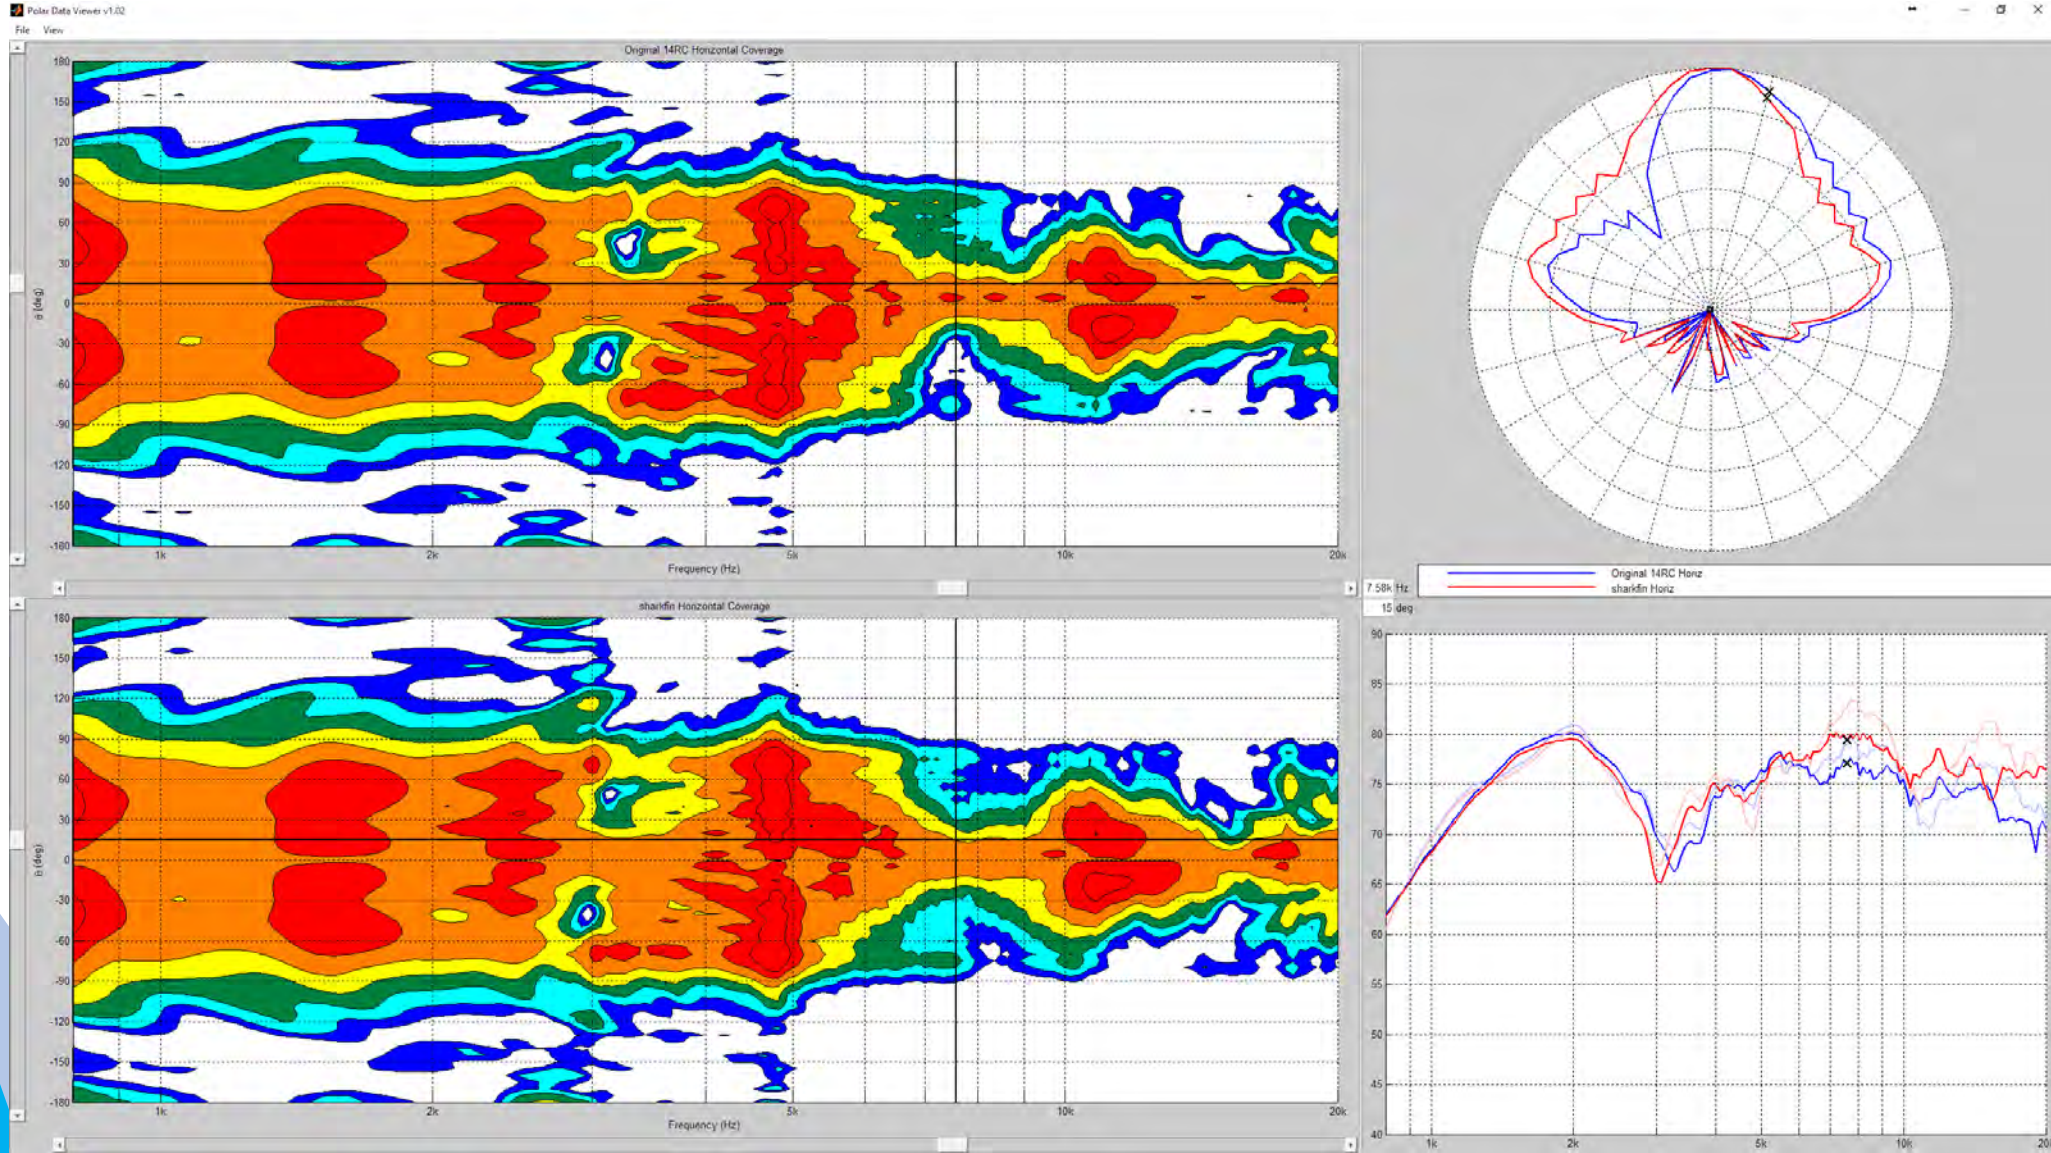 Polar Data Viewer v1.02
File View
Original 14RC Horizontal Coverage
180
150
120
90
60
30
0
-30
-60
-90
-120
-150
-180
θ (deg)
1k 2k 5k 10k 20k
Frequency (Hz)
7.58k Hz
15 deg
Original 14RC Horiz
sharkfin Horiz
sharkfin Horizontal Coverage
180
150
120
90
60
30
0
-30
-60
-90
-120
-150
-180
θ (deg)
1k 2k 5k 10k 20k
Frequency (Hz)
90
85
80
75
70
65
60
55
50
45
40
1k 2k 5k 10k